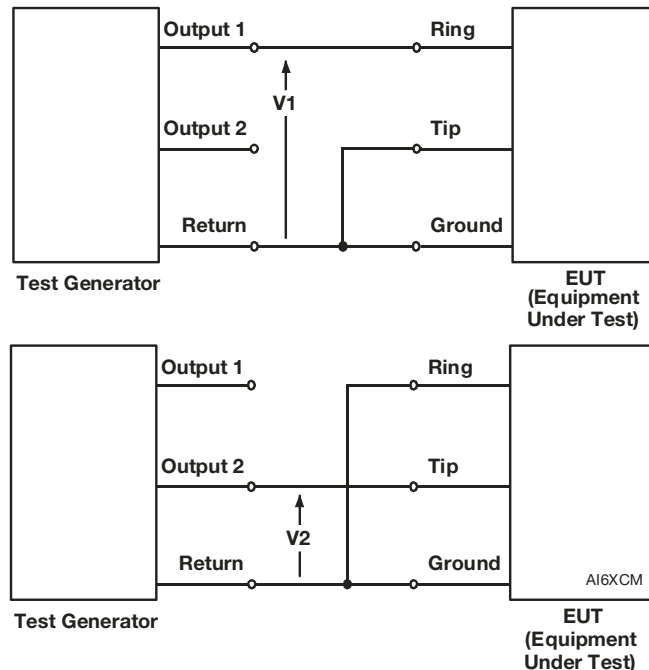 Output 1
Ring
V1
Output 2
Tip
Return
Ground
Test Generator
EUT
(Equipment
Under Test)
Output 1
Ring
Output 2
Tip
V2
Return
Ground
AI6XCM
Test Generator
EUT
(Equipment
Under Test)